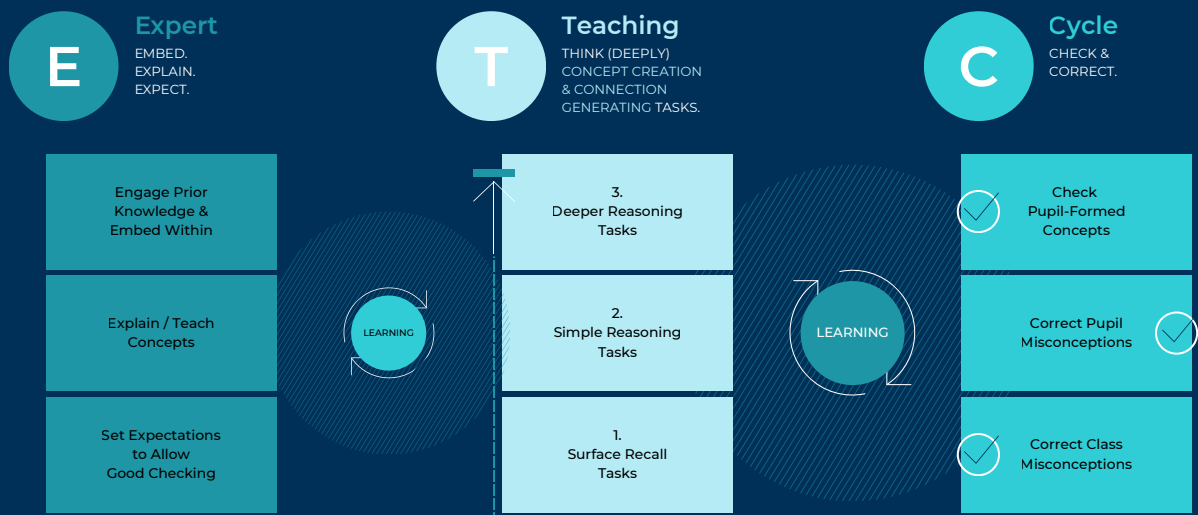 E
Expert
EMBED.
EXPLAIN.
EXPECT.
T
Teaching
THINK (DEEPLY)
CONCEPT CREATION
& CONNECTION
GENERATING TASKS.
C
Cycle
CHECK &
CORRECT.
Engage Prior
Knowledge &
Embed Within
Explain / Teach
Concepts
Set Expectations
to Allow
Good Checking
LEARNING
3.
Deeper Reasoning
Tasks
2.
Simple Reasoning
Tasks
1.
Surface Recall
Tasks
LEARNING
Check
Pupil-Formed
Concepts
Correct Pupil
Misconceptions
Correct Class
Misconceptions